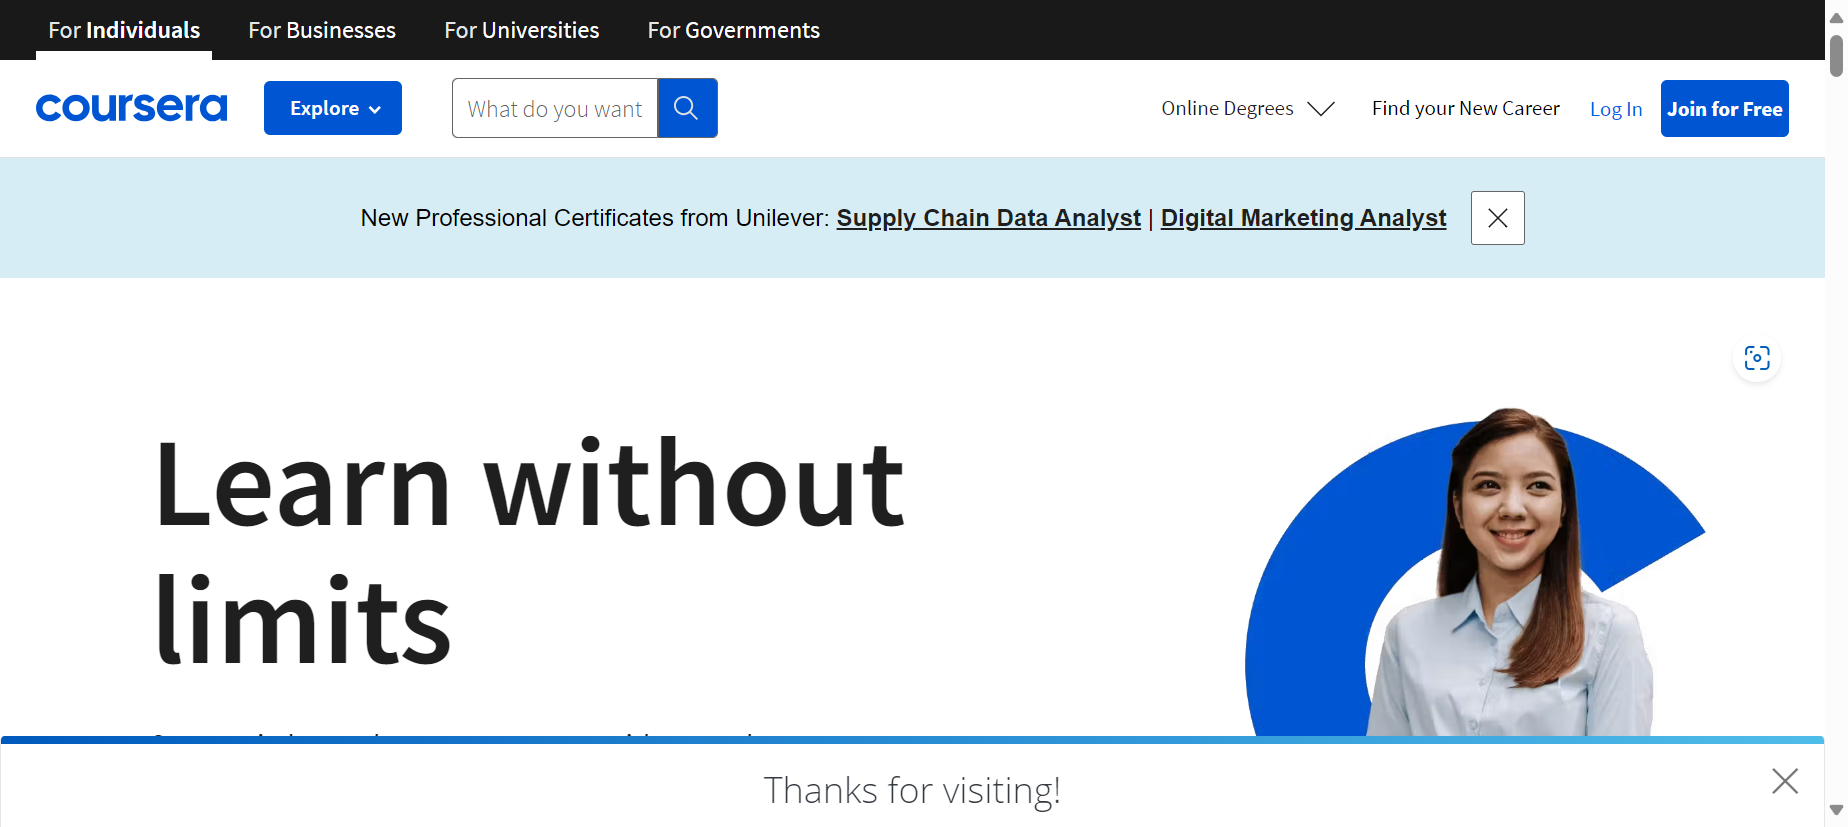 For Individuals For Businesses For Universities For Governments
coursera Explore What do you want Online Degrees Find your New Career Log In Join for Free
New Professional Certificates from Unilever: Supply Chain Data Analyst | Digital Marketing Analyst
Learn without
limits
Thanks for visiting!